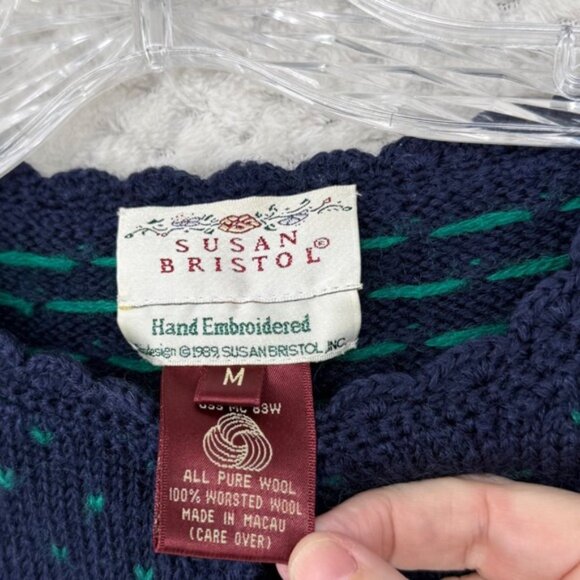 SUSAN
BRISTOL®
Hand Embroidered
design ©1989, SUSAN BRISTOL, INC.
M
83W
ALL PURE WOOL
100% WORSTED WOOL
MADE IN MACAU
(CARE OVER)